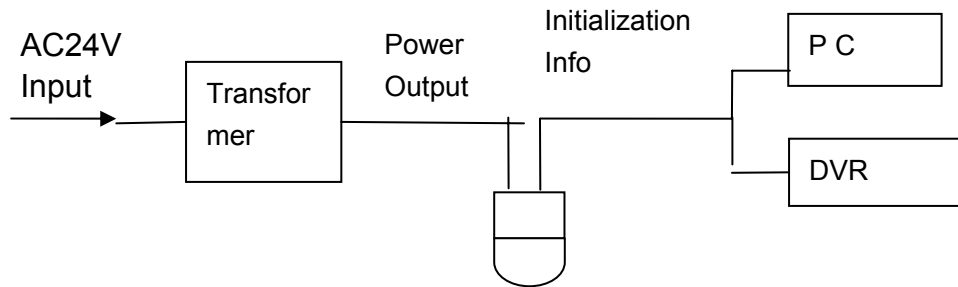 AC24V
Input
Transfor
mer
Power
Output
Initialization
Info
P C
DVR